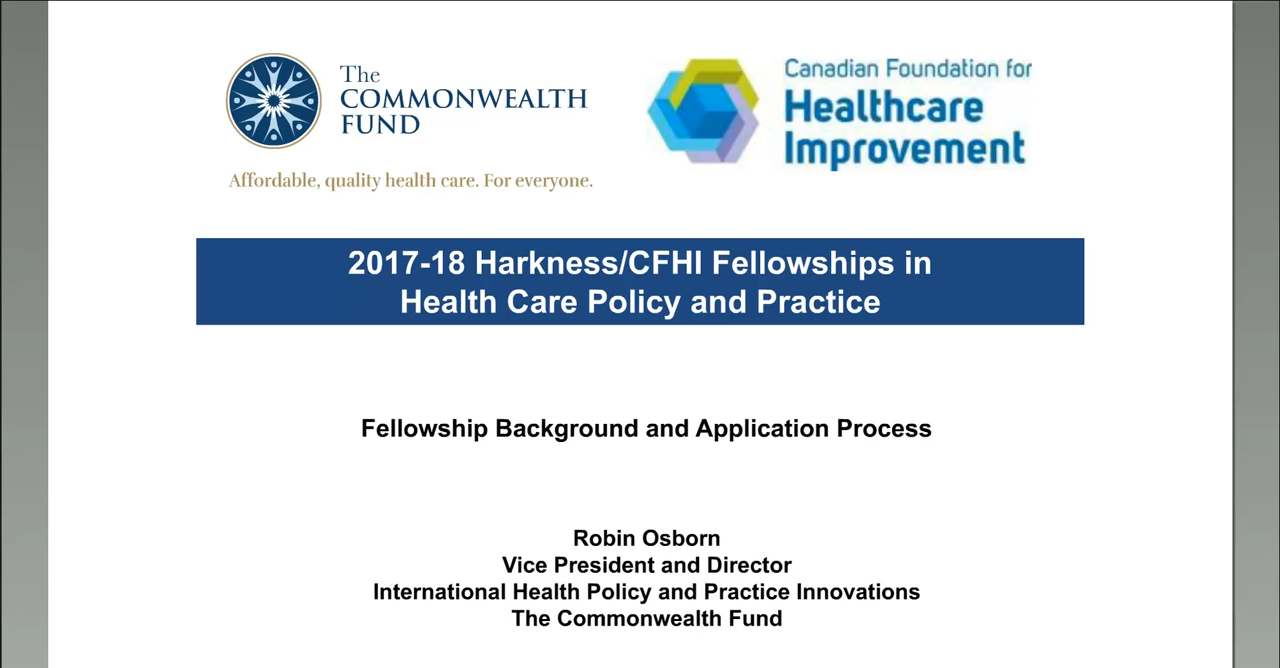 The
COMMONWEALTH
FUND
Affordable, quality health care. For everyone.
Canadian Foundation for
Healthcare
Improvement
2017-18 Harkness/CFHI Fellowships in
Health Care Policy and Practice
Fellowship Background and Application Process
Robin Osborn
Vice President and Director
International Health Policy and Practice Innovations
The Commonwealth Fund